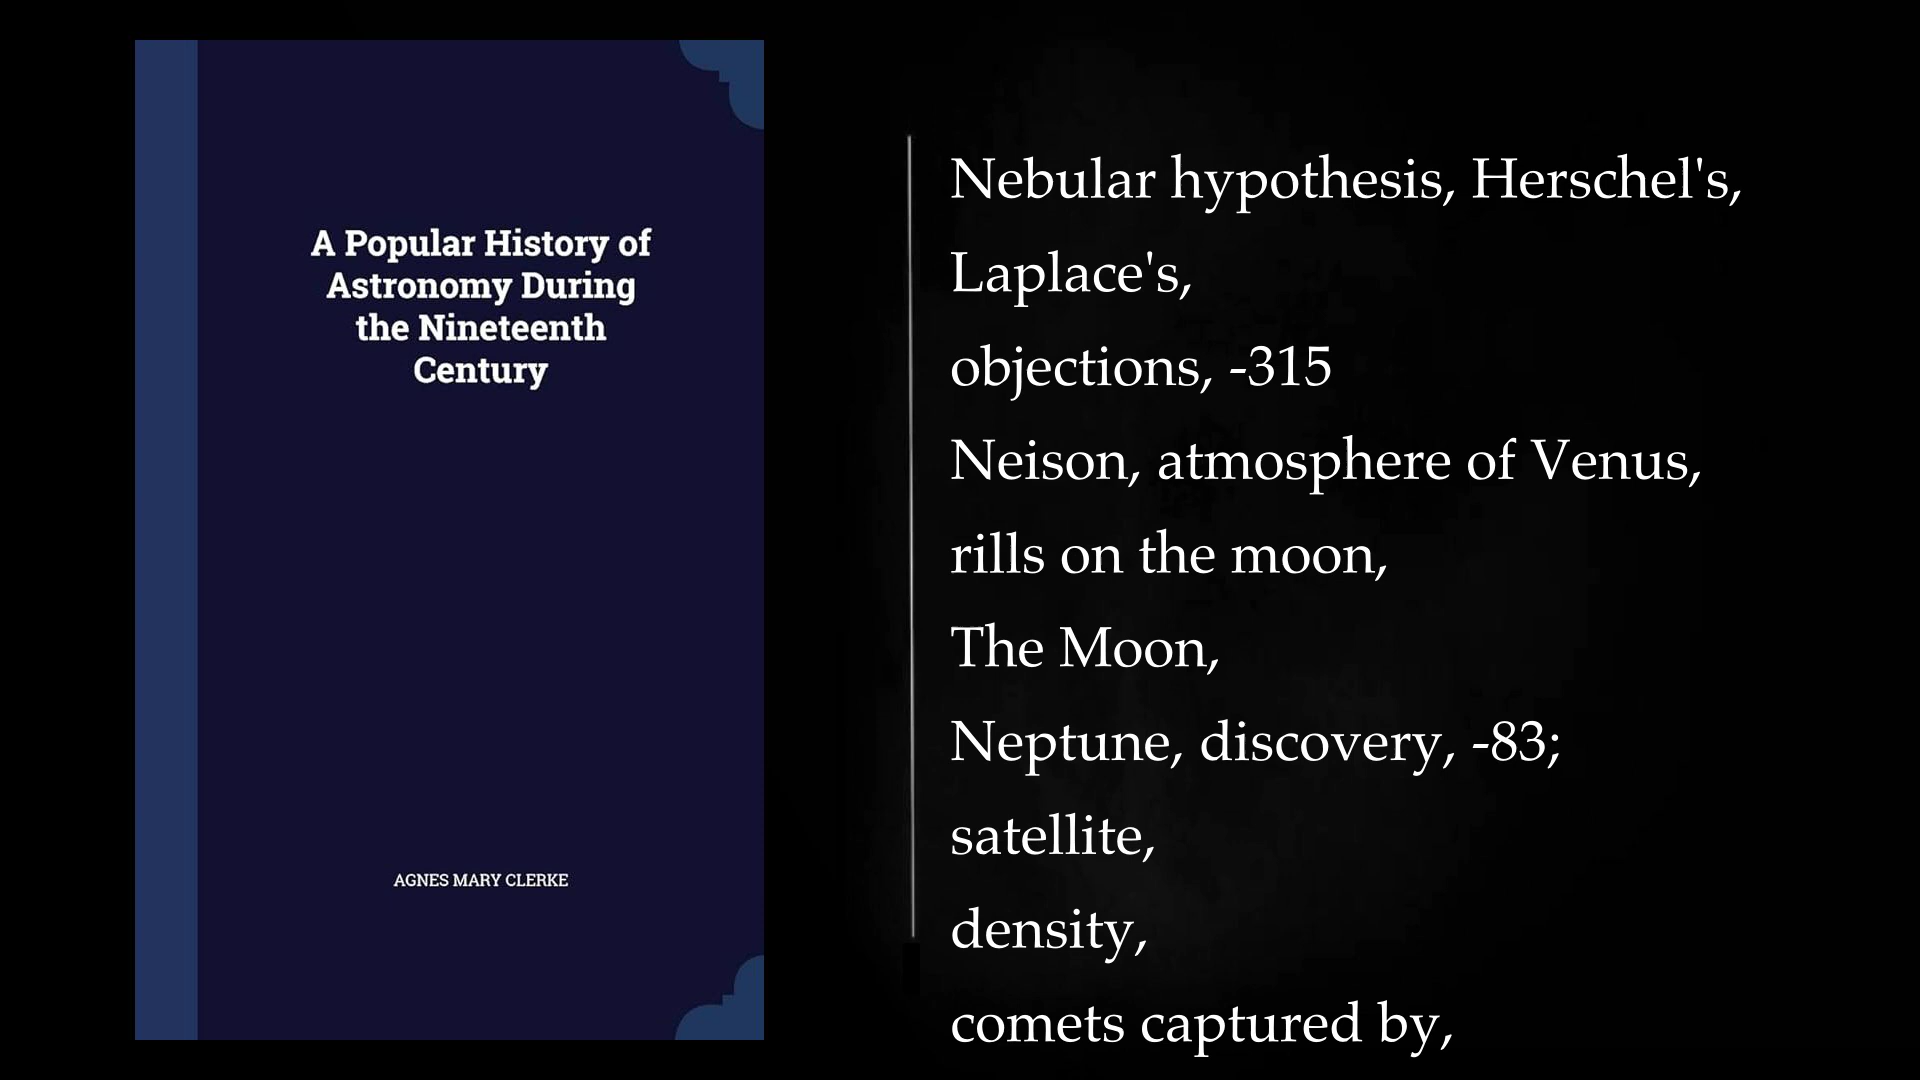 A Popular History of
Astronomy During
the Nineteenth
Century
AGNES MARY CLERKE
Nebular hypothesis, Herschel's,
Laplace's,
objections, -315
Neison, atmosphere of Venus,
rills on the moon,
The Moon,
Neptune, discovery, -83;
satellite,
density,
comets captured by,